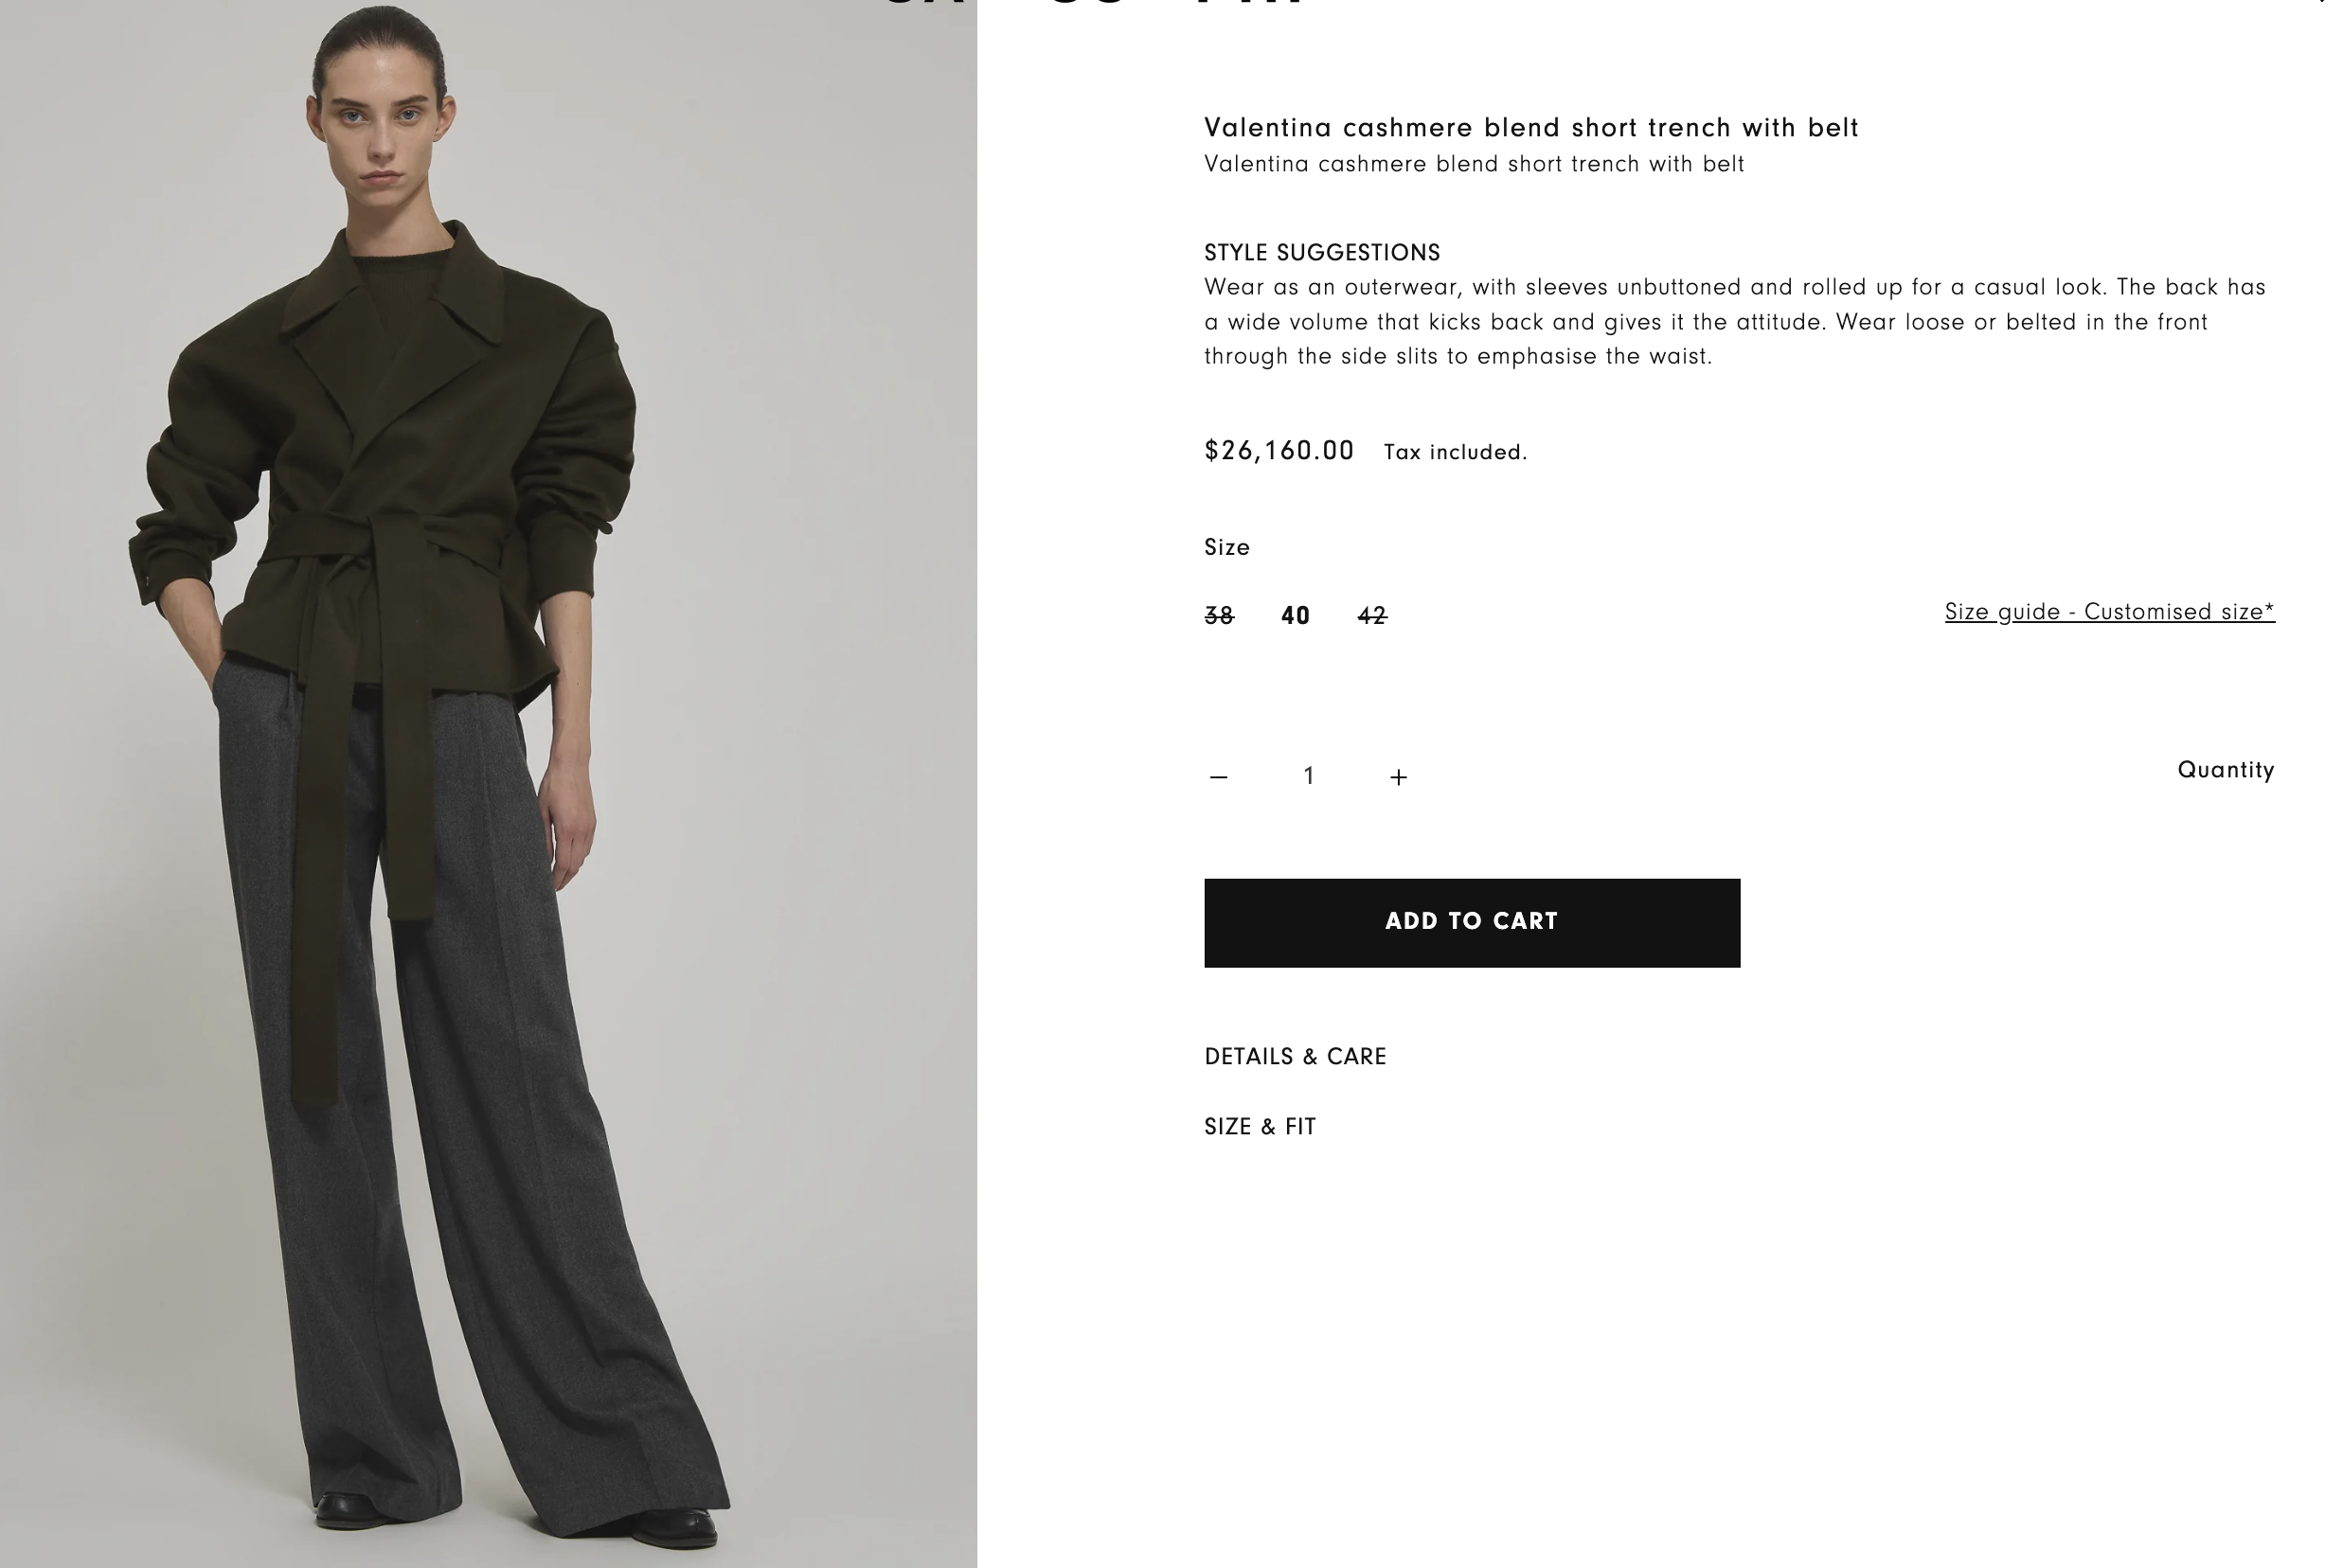 Valentina cashmere blend short trench with belt
Valentina cashmere blend short trench with belt
STYLE SUGGESTIONS
Wear as an outerwear, with sleeves unbuttoned and rolled up for a casual look. The back has
a wide volume that kicks back and gives it the attitude. Wear loose or belted in the front
through the side slits to emphasise the waist.
$26,160.00 Tax included.
Size
38 40 42 Size guide - Customised size*
− 1 + Quantity
ADD TO CART
DETAILS & CARE
SIZE & FIT